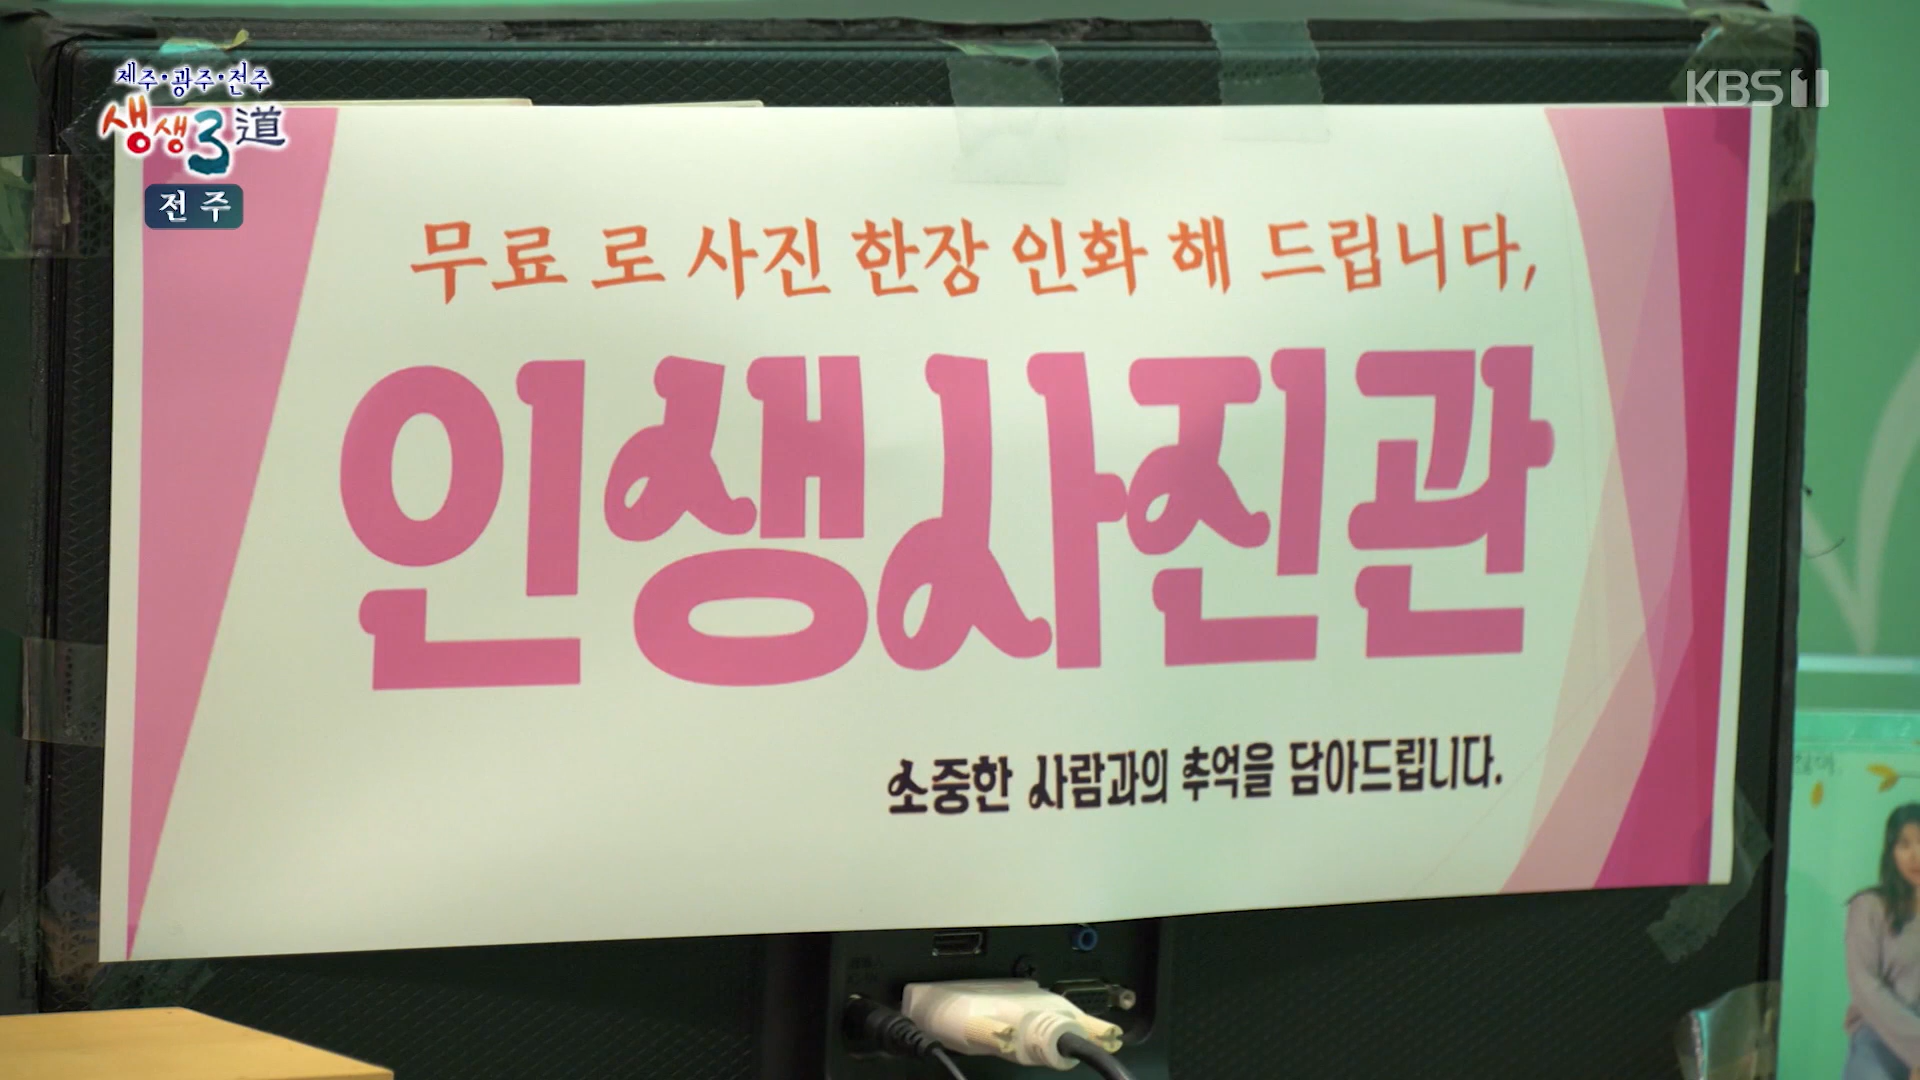 제주·광주·전주
생생3道
전주
KBS1
무료 로 사진 한장 인화 해 드립니다,
인생사진관
소중한 사람과의 추억을 담아드립니다.